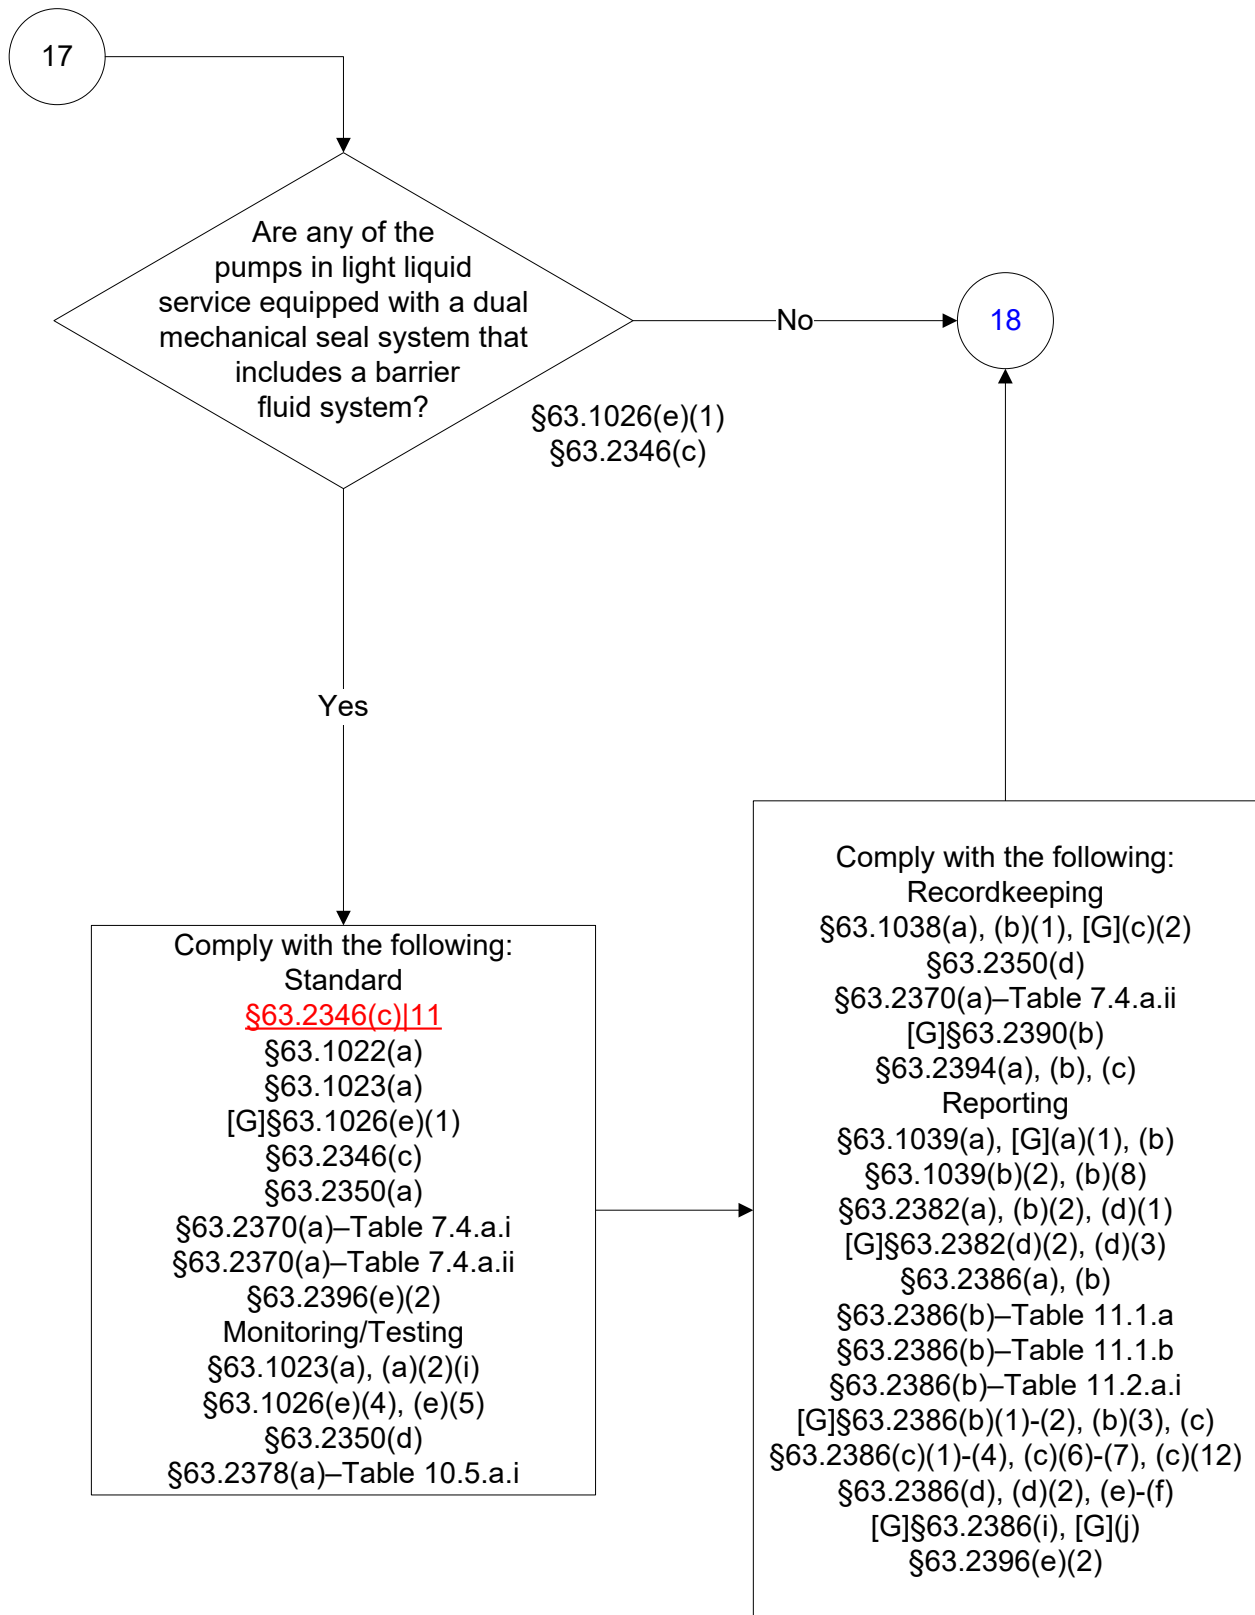 17
Are any of the
pumps in light liquid
service equipped with a dual
mechanical seal system that
includes a barrier
fluid system?
No
18
§63.1026(e)(1)
§63.2346(c)
Yes
Comply with the following:
Standard
§63.2346(c)|11
§63.1022(a)
§63.1023(a)
[G]§63.1026(e)(1)
§63.2346(c)
§63.2350(a)
§63.2370(a)–Table 7.4.a.i
§63.2370(a)–Table 7.4.a.ii
§63.2396(e)(2)
Monitoring/Testing
§63.1023(a), (a)(2)(i)
§63.1026(e)(4), (e)(5)
§63.2350(d)
§63.2378(a)–Table 10.5.a.i
Comply with the following:
Recordkeeping
§63.1038(a), (b)(1), [G](c)(2)
§63.2350(d)
§63.2370(a)–Table 7.4.a.ii
[G]§63.2390(b)
§63.2394(a), (b), (c)
Reporting
§63.1039(a), [G](a)(1), (b)
§63.1039(b)(2), (b)(8)
§63.2382(a), (b)(2), (d)(1)
[G]§63.2382(d)(2), (d)(3)
§63.2386(a), (b)
§63.2386(b)–Table 11.1.a
§63.2386(b)–Table 11.1.b
§63.2386(b)–Table 11.2.a.i
[G]§63.2386(b)(1)-(2), (b)(3), (c)
§63.2386(c)(1)-(4), (c)(6)-(7), (c)(12)
§63.2386(d), (d)(2), (e)-(f)
[G]§63.2386(i), [G](j)
§63.2396(e)(2)